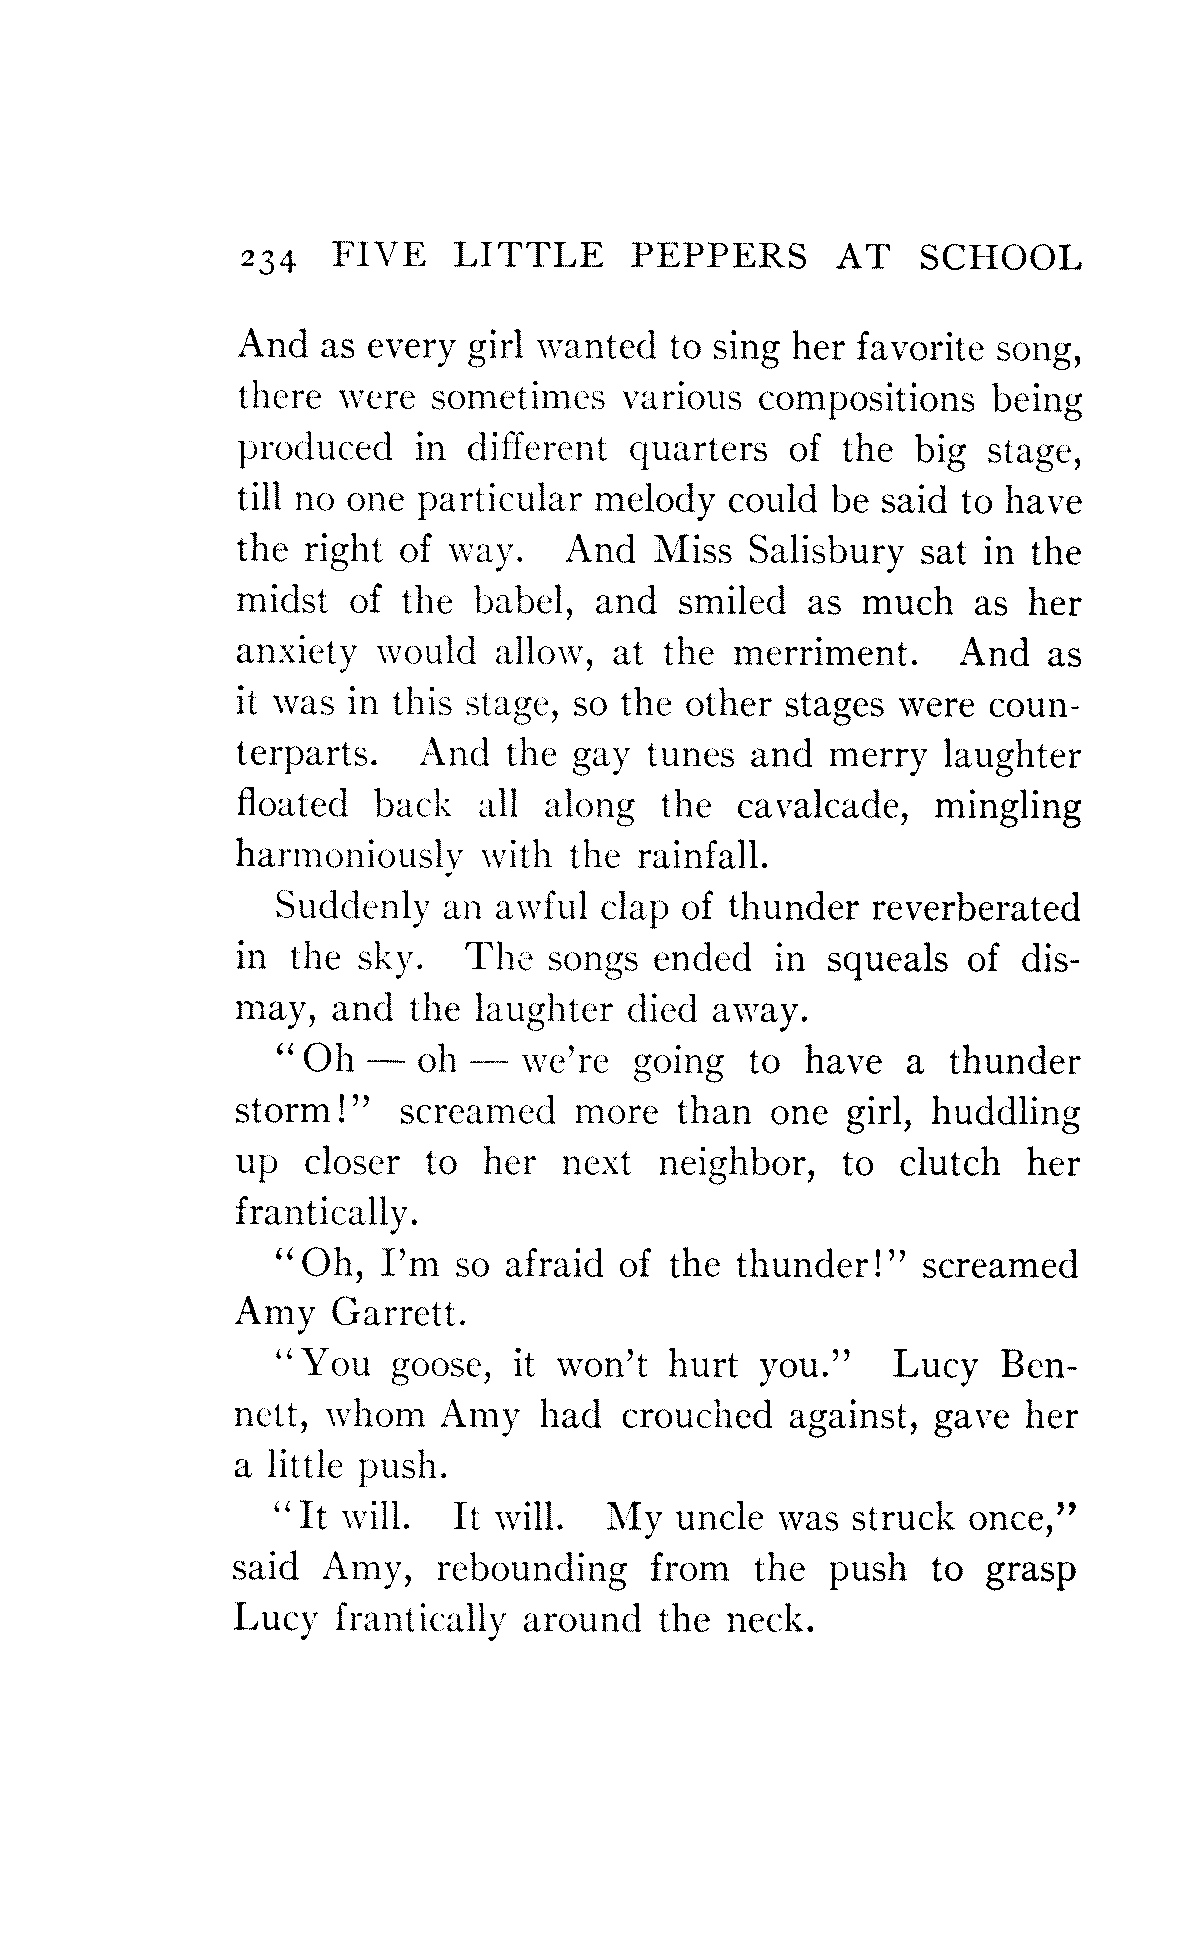 234 FIVE LITTLE PEPPERS AT SCHOOL
And as every girl wanted to sing her favorite song,
there were sometimes various compositions being
produced in different quarters of the big stage,
till no one particular melody could be said to have
the right of way. And Miss Salisbury sat in the
midst of the babel, and smiled as much as her
anxiety would allow, at the merriment. And as
it was in this stage, so the other stages were coun-
terparts. And the gay tunes and merry laughter
floated back all along the cavalcade, mingling
harmoniously with the rainfall.
Suddenly an awful clap of thunder reverberated
in the sky. The songs ended in squeals of dis-
may, and the laughter died away.
"Oh — oh — we're going to have a thunder
storm!" screamed more than one girl, huddling
up closer to her next neighbor, to clutch her
frantically.
"Oh, I'm so afraid of the thunder!" screamed
Amy Garrett.
"You goose, it won't hurt you." Lucy Ben-
nett, whom Amy had crouched against, gave her
a little push.
"It will. It will. My uncle was struck once,"
said Amy, rebounding from the push to grasp
Lucy frantically around the neck.